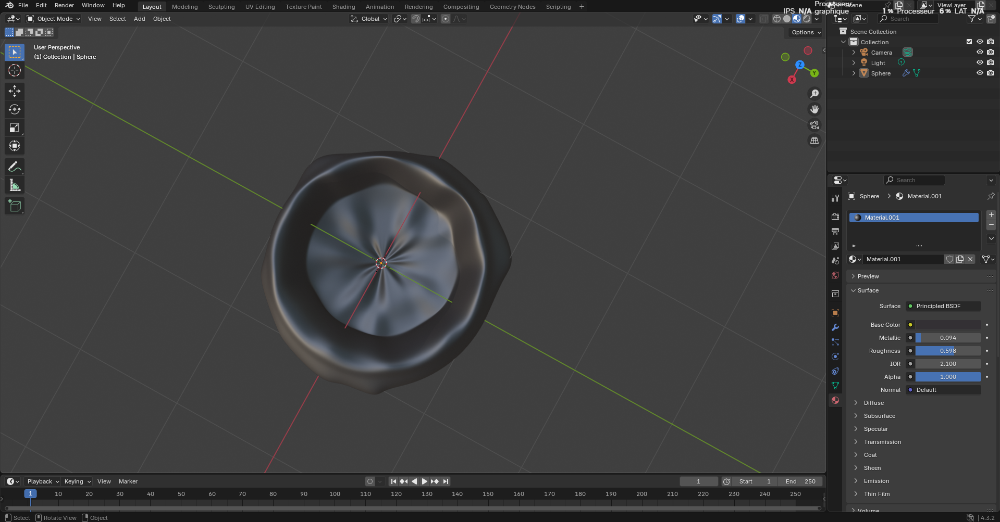 File Edit Render Window Help
Layout Modeling Sculpting UV Editing Texture Paint Shading Animation Rendering Compositing Geometry Nodes Scripting +
Scene ViewLayer
Processeur
IPS N/A graphique 1 % Processeur 6 % LAT N/A
Object Mode View Select Add Object
Global
Search
Options
User Perspective
(1) Collection | Sphere
Z
Y
X
Scene Collection
Collection
Camera
Light
Sphere
Search
Sphere > Material.001
Material.001
Material.001
Preview
Surface
Surface Principled BSDF
Base Color
Metallic 0.094
Roughness 0.598
IOR 2.100
Alpha 1.000
Normal Default
Diffuse
Subsurface
Specular
Transmission
Coat
Sheen
Emission
Thin Film
Volume
Playback Keying View Marker
1 Start 1 End 250
1 10 20 30 40 50 60 70 80 90 100 110 120 130 140 150 160 170 180 190 200 210 220 230 240 250
Select Rotate View Object
4.3.2